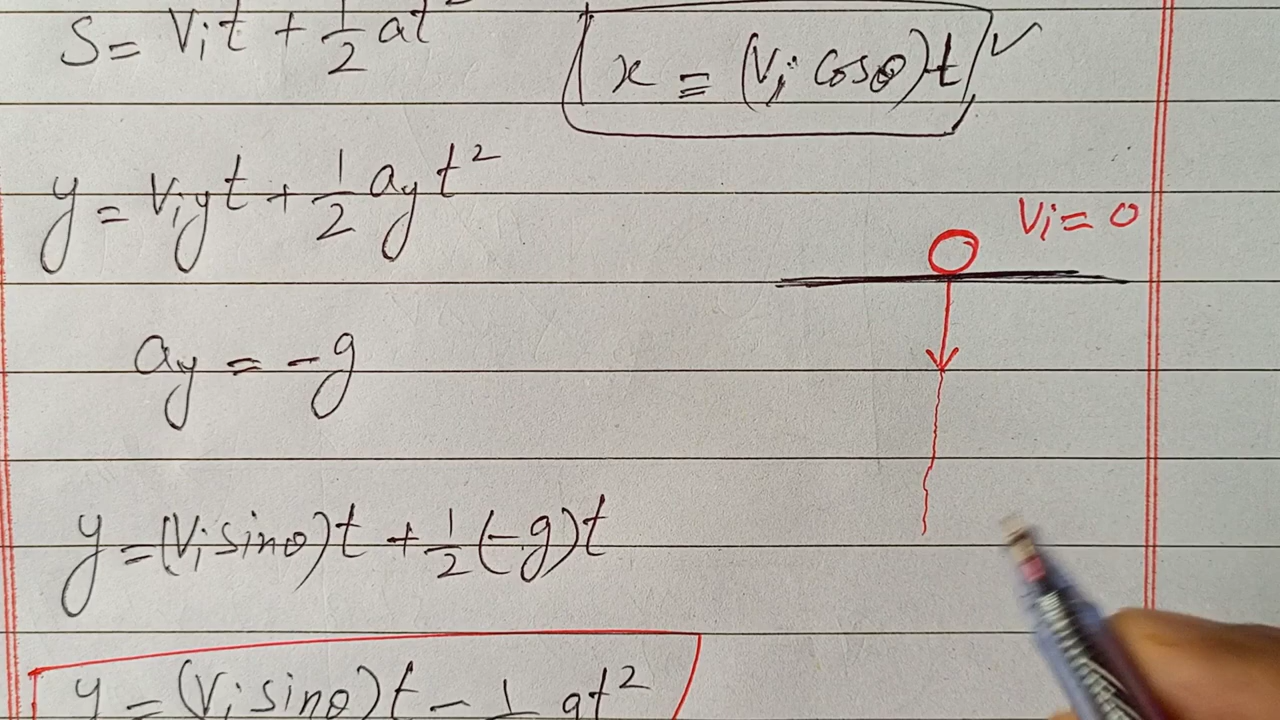 S = Vit + 1/2 at²
x = (Vi cosθ)t ✓
y = Viyt + 1/2 ayt²
Vi = 0
ay = -g
y = (Vi sinθ)t + 1/2 (-g)t
y = (Vi sinθ)t - 1/2 gt²